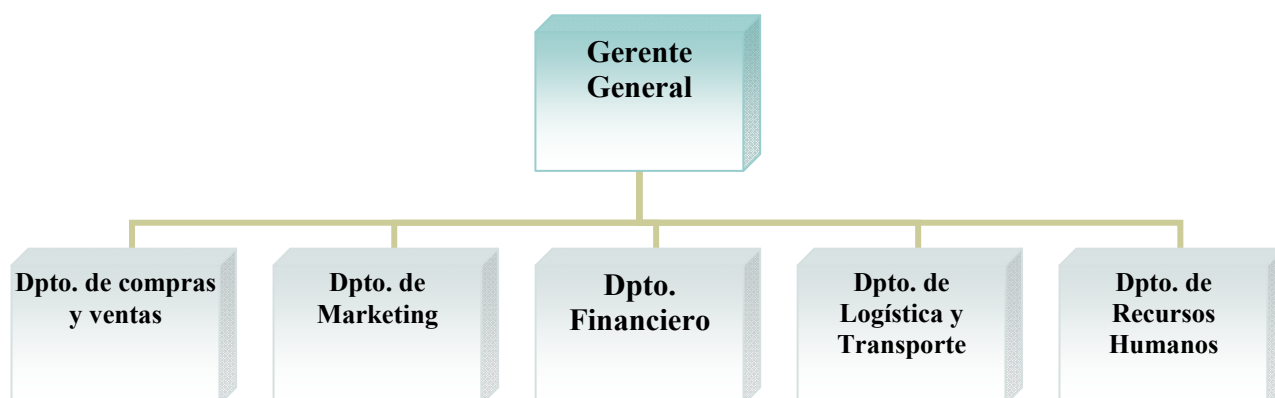 Gerente
General
Dpto. de compras
y ventas
Dpto. de
Marketing
Dpto.
Financiero
Dpto. de
Logística y
Transporte
Dpto. de
Recursos
Humanos